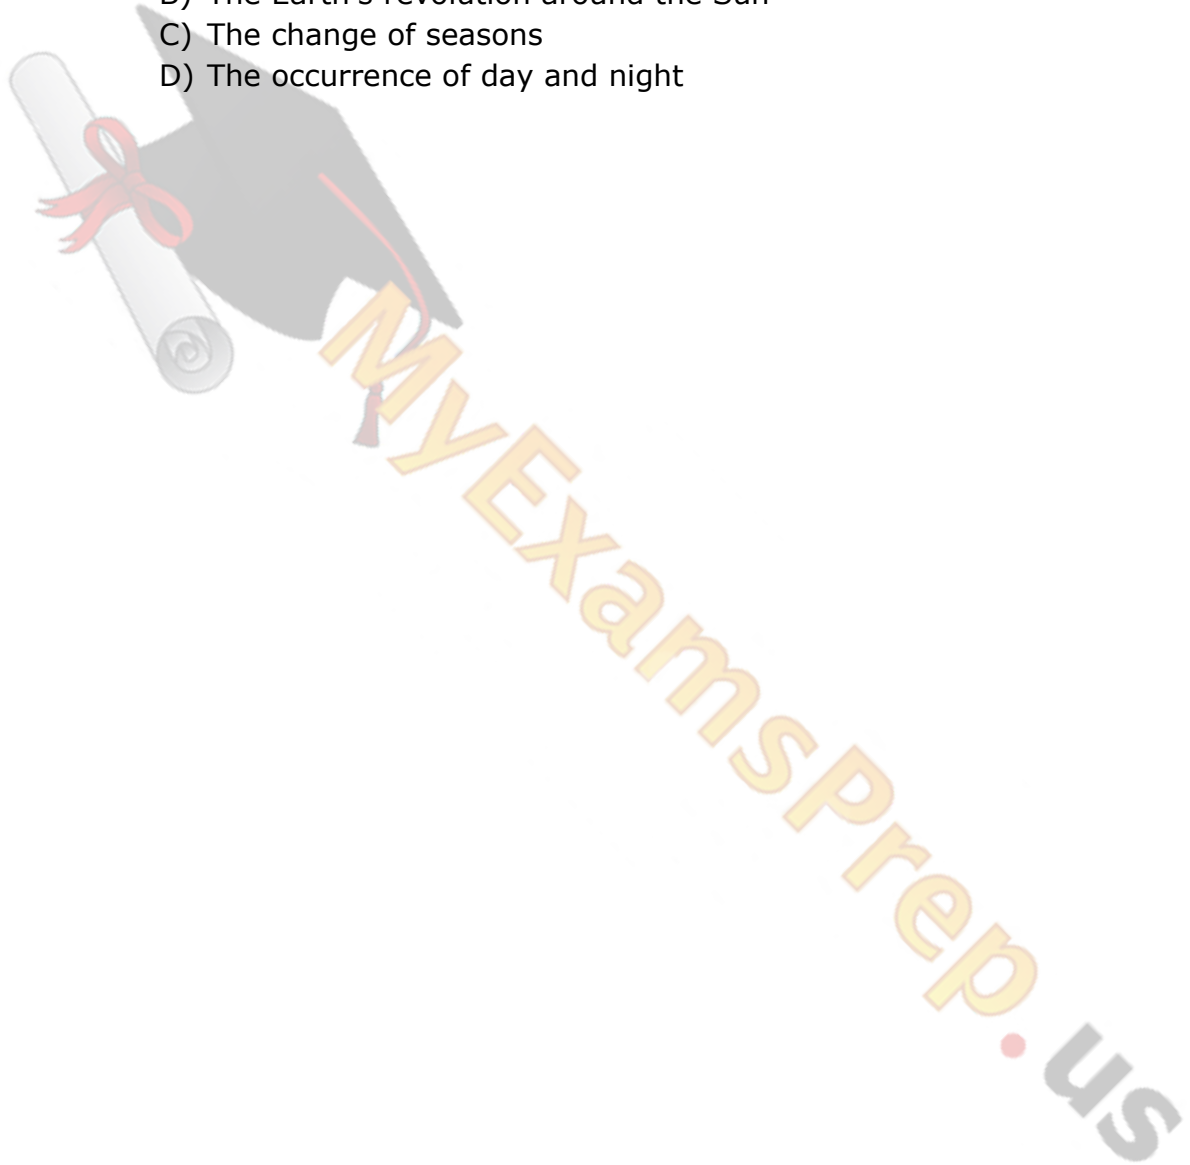 B) The Earth's revolution around the Sun
C) The change of seasons
D) The occurrence of day and night
MyExamsPrep.us